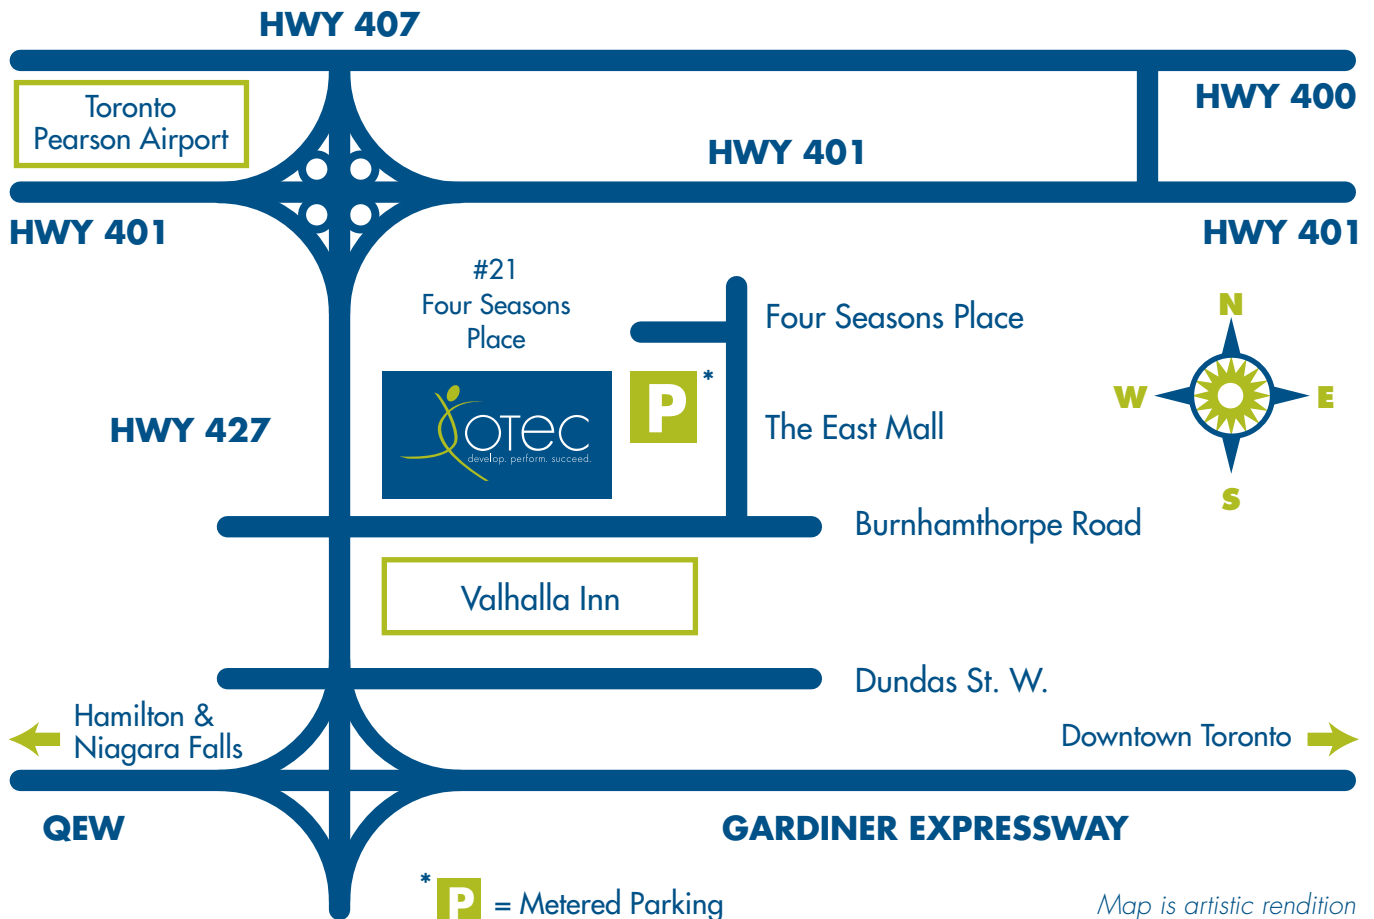 HWY 407
Toronto
Pearson Airport
HWY 400
HWY 401
HWY 401
HWY 401
#21
Four Seasons
Place
Four Seasons Place
N
W
E
S
P
*
HWY 427
OTEC
develop. perform. succeed.
The East Mall
Burnhamthorpe Road
Valhalla Inn
Dundas St. W.
Hamilton &
Niagara Falls
Downtown Toronto
QEW
GARDINER EXPRESSWAY
* P = Metered Parking
Map is artistic rendition